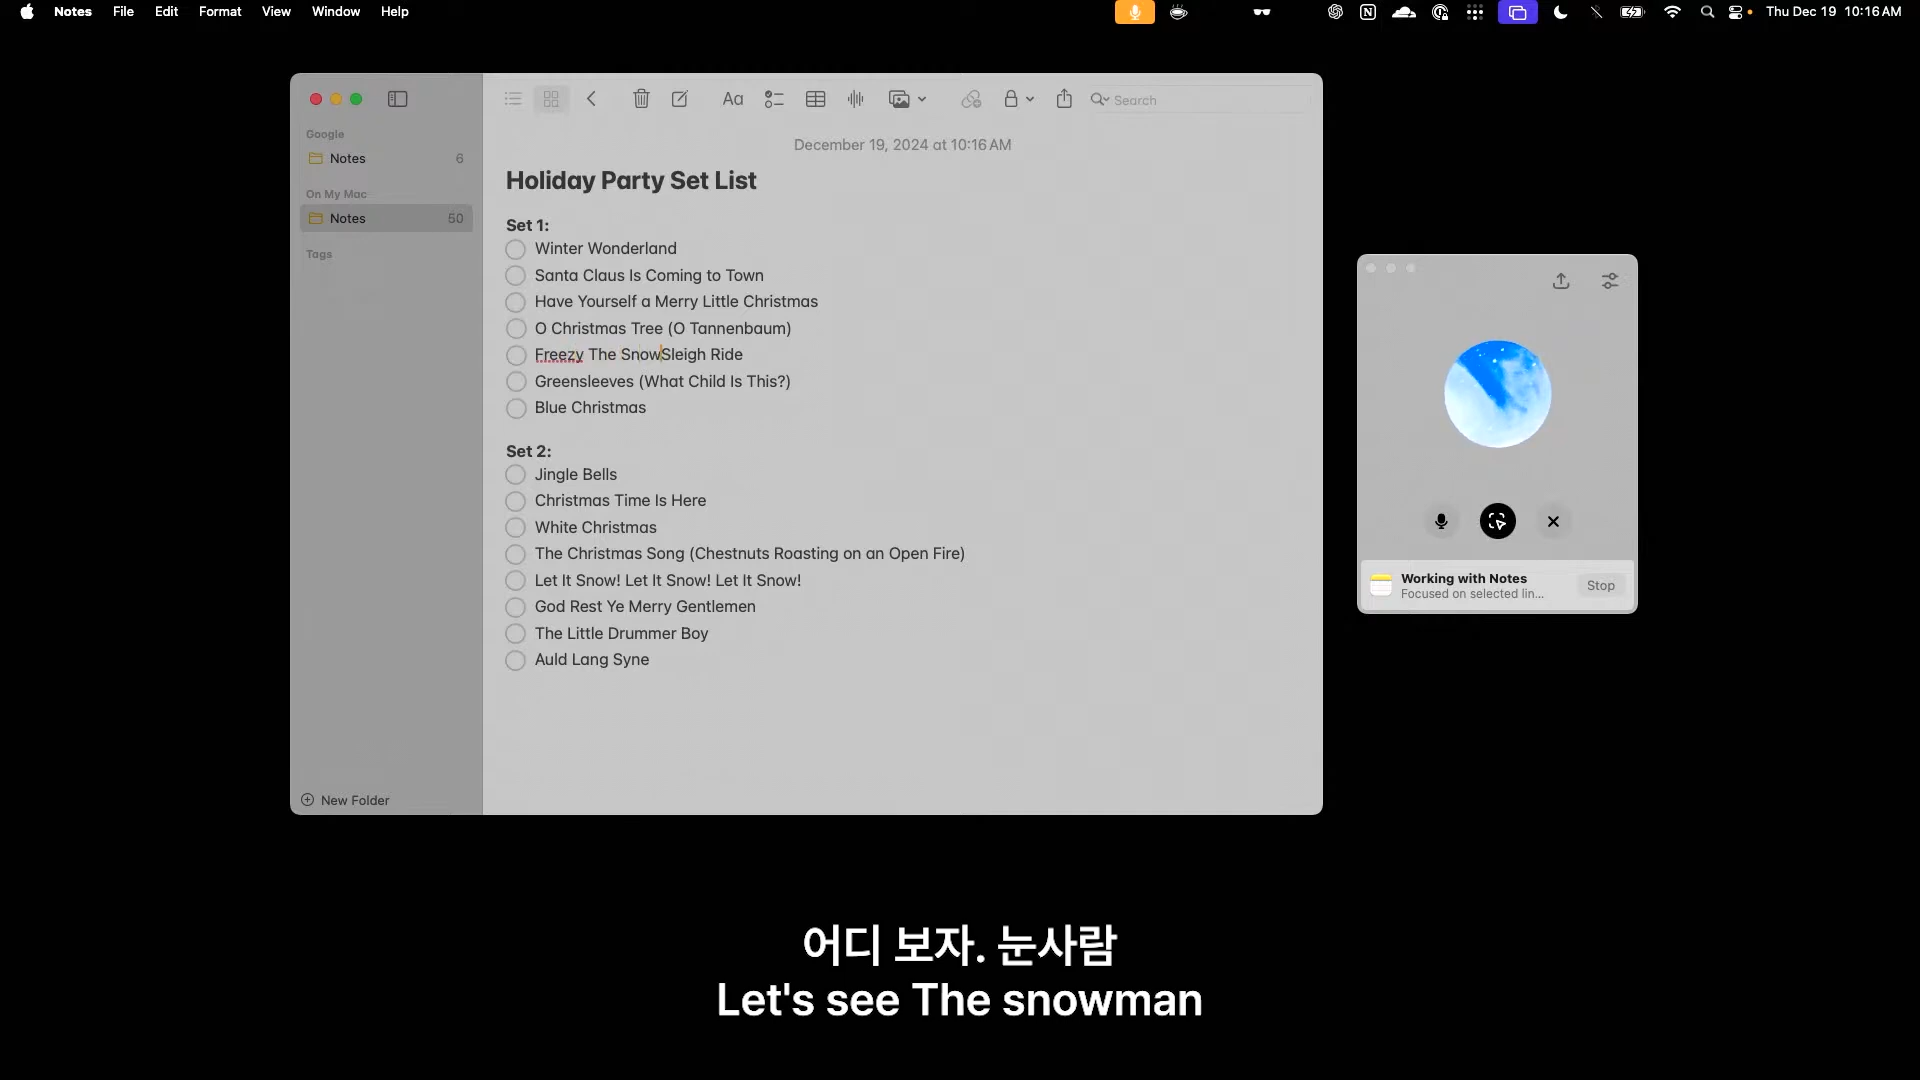 Notes File Edit Format View Window Help
Thu Dec 19 10:16 AM
Search
Google
Notes 6
On My Mac
Notes 50
Tags
New Folder
December 19, 2024 at 10:16 AM
Holiday Party Set List
Set 1:
Winter Wonderland
Santa Claus Is Coming to Town
Have Yourself a Merry Little Christmas
O Christmas Tree (O Tannenbaum)
Freezy The SnowSleigh Ride
Greensleeves (What Child Is This?)
Blue Christmas
Set 2:
Jingle Bells
Christmas Time Is Here
White Christmas
The Christmas Song (Chestnuts Roasting on an Open Fire)
Let It Snow! Let It Snow! Let It Snow!
God Rest Ye Merry Gentlemen
The Little Drummer Boy
Auld Lang Syne
Working with Notes
Focused on selected lin...
Stop
어디 보자. 눈사람
Let's see The snowman